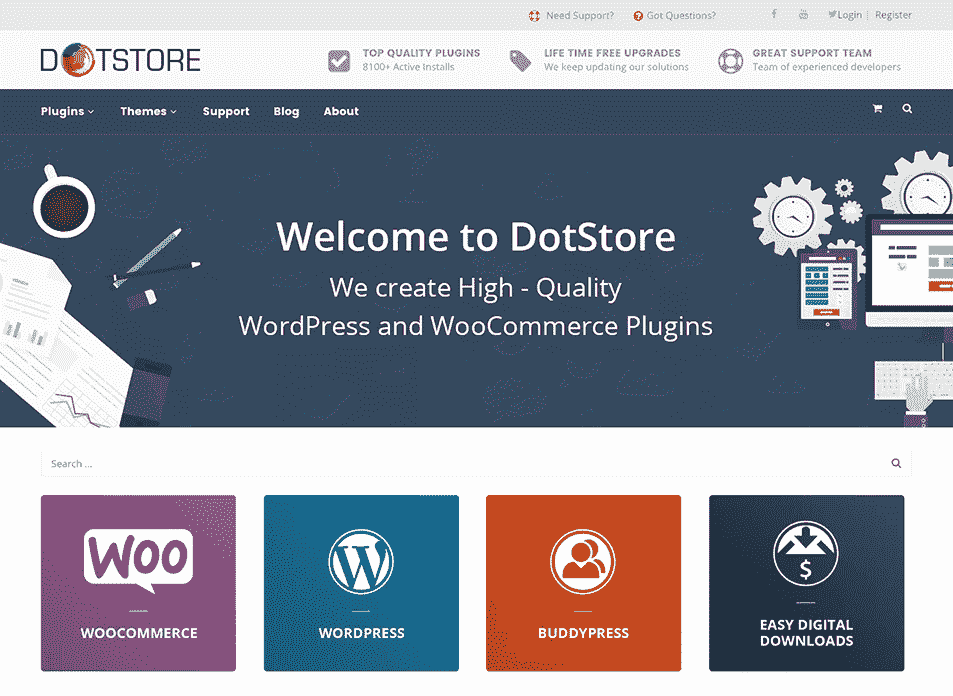 Need Support?
Got Questions?
Login | Register
DOTSTORE
TOP QUALITY PLUGINS
8100+ Active Installs
LIFE TIME FREE UPGRADES
We keep updating our solutions
GREAT SUPPORT TEAM
Team of experienced developers
Plugins
Themes
Support
Blog
About
Welcome to DotStore
We create High - Quality
WordPress and WooCommerce Plugins
Search ...
WOO
WOOCOMMERCE
WORDPRESS
BUDDYPRESS
$
EASY DIGITAL
DOWNLOADS